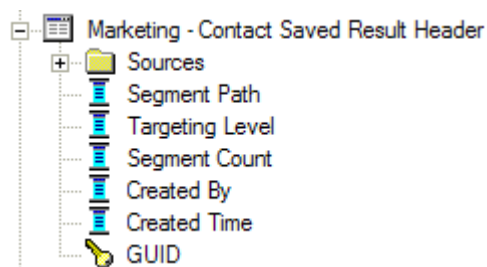 Marketing - Contact Saved Result Header
Sources
Segment Path
Targeting Level
Segment Count
Created By
Created Time
GUID